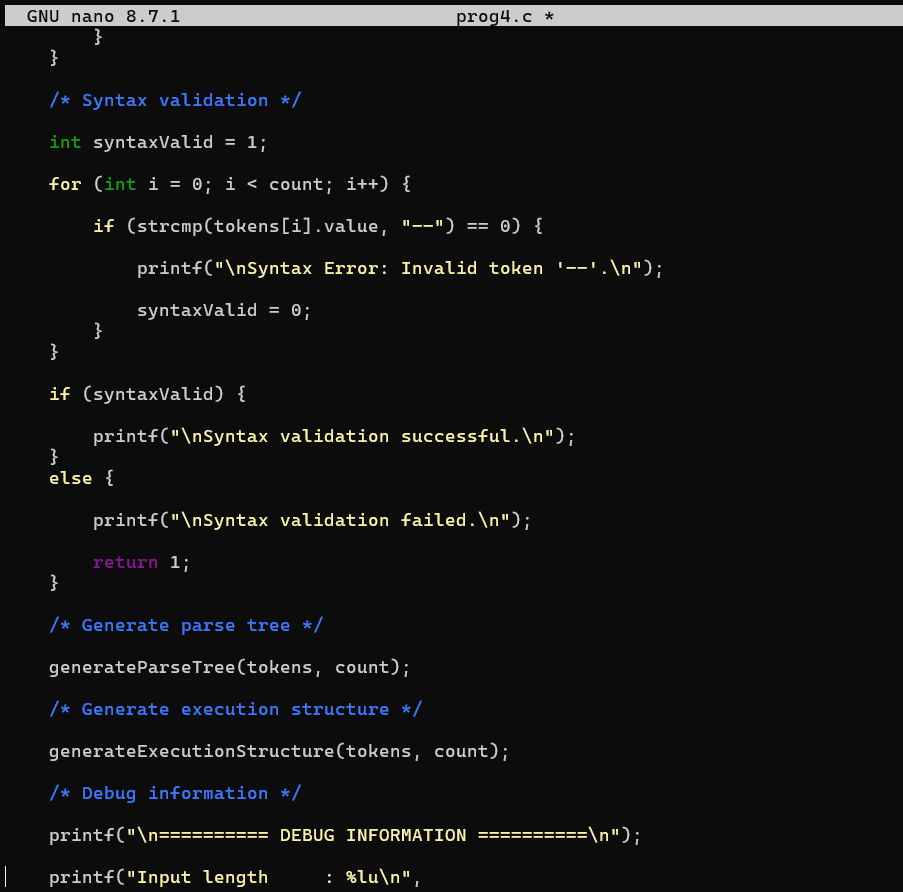 GNU nano 8.7.1 prog4.c *
        }
    }

    /* Syntax validation */

    int syntaxValid = 1;

    for (int i = 0; i < count; i++) {

        if (strcmp(tokens[i].value, "--") == 0) {

            printf("\nSyntax Error: Invalid token '--'.\n");

            syntaxValid = 0;
        }
    }

    if (syntaxValid) {

        printf("\nSyntax validation successful.\n");
    }
    else {

        printf("\nSyntax validation failed.\n");

        return 1;
    }

    /* Generate parse tree */

    generateParseTree(tokens, count);

    /* Generate execution structure */

    generateExecutionStructure(tokens, count);

    /* Debug information */

    printf("\n========== DEBUG INFORMATION ==========\n");

    printf("Input length     : %lu\n",